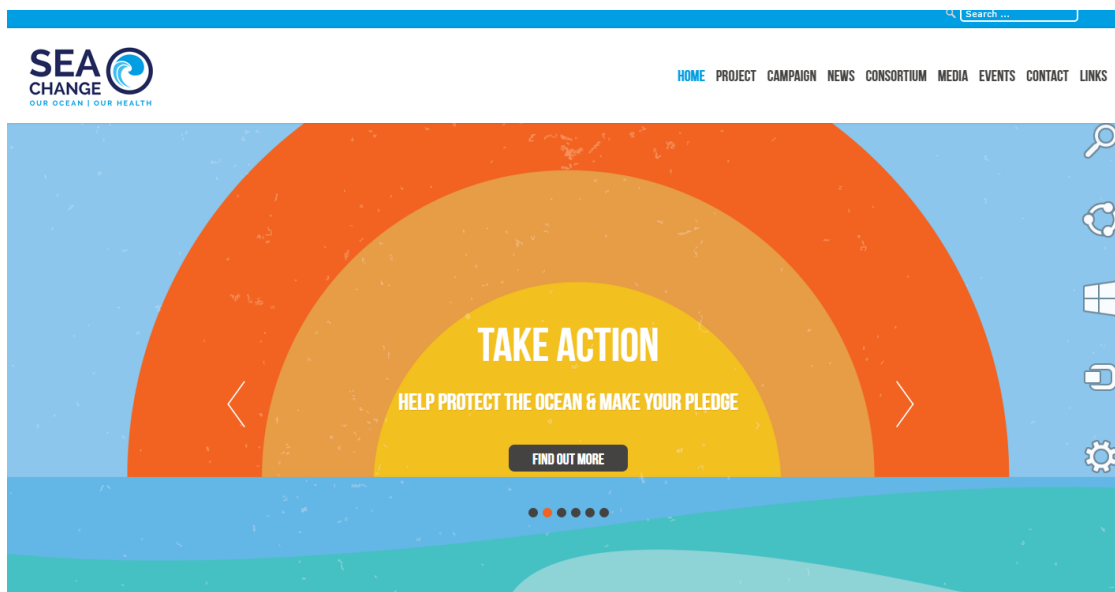 Search ...
SEA
CHANGE
OUR OCEAN | OUR HEALTH
HOME PROJECT CAMPAIGN NEWS CONSORTIUM MEDIA EVENTS CONTACT LINKS
TAKE ACTION
HELP PROTECT THE OCEAN & MAKE YOUR PLEDGE
FIND OUT MORE